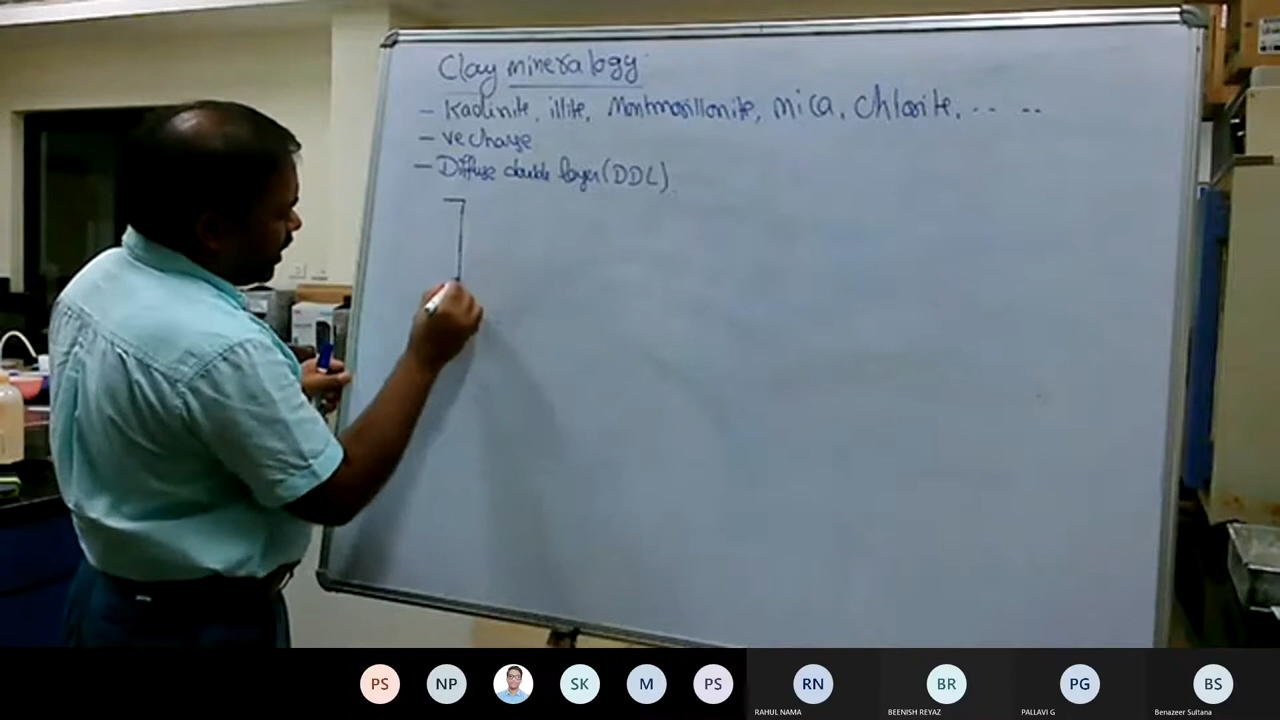 Clay mineralogy
- Kaolinite, illite, Montmorillonite, mica, chlorite, -- --
- ve charge
- Diffuse double layer (DDL)
PS NP SK M PS RN BR PG BS
RAHUL NAMA BEENISH REYAZ PALLAVI G Benazeer Sultana